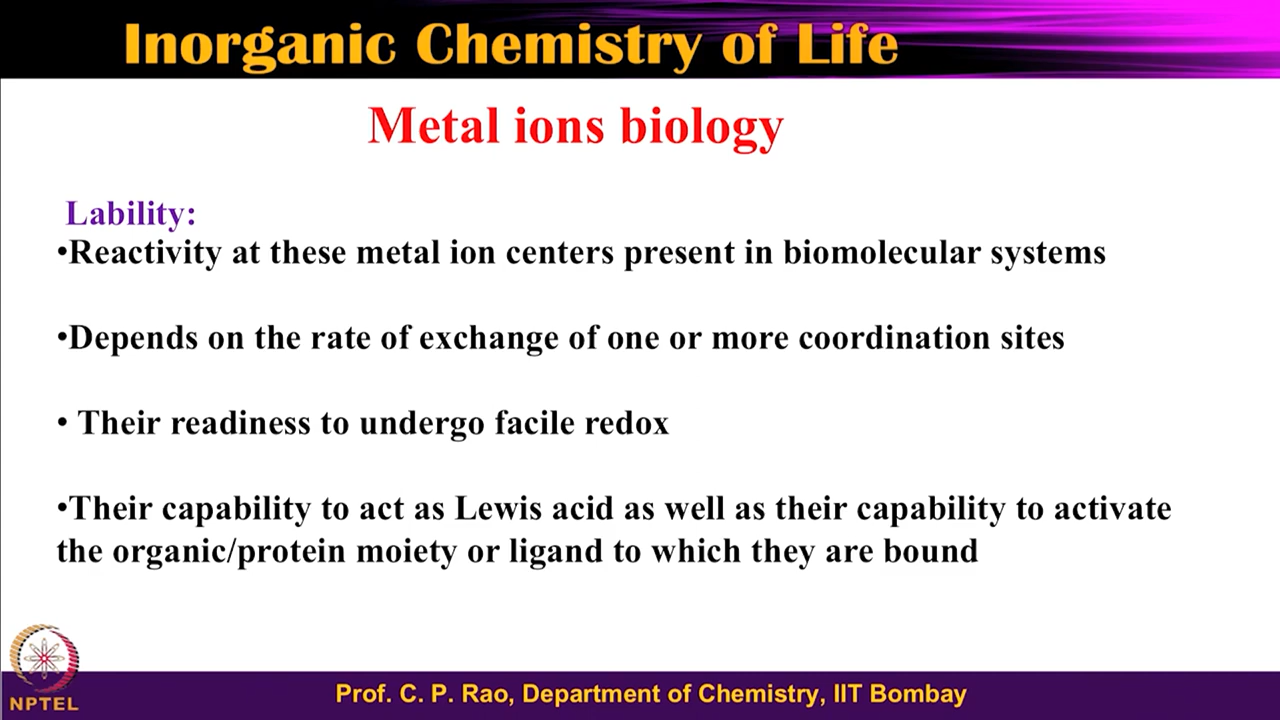 Inorganic Chemistry of Life
Metal ions biology
Lability:
•Reactivity at these metal ion centers present in biomolecular systems
•Depends on the rate of exchange of one or more coordination sites
• Their readiness to undergo facile redox
•Their capability to act as Lewis acid as well as their capability to activate
the organic/protein moiety or ligand to which they are bound
NPTEL
Prof. C. P. Rao, Department of Chemistry, IIT Bombay